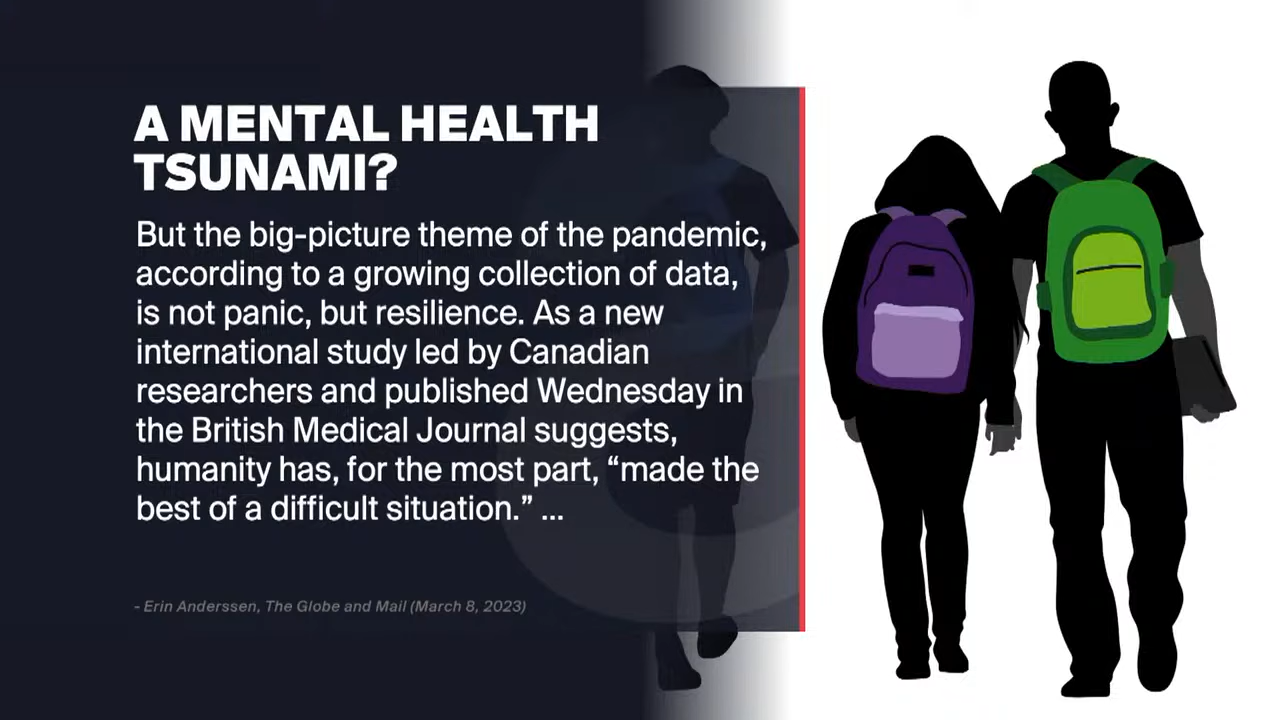 A MENTAL HEALTH
TSUNAMI?
But the big-picture theme of the pandemic,
according to a growing collection of data,
is not panic, but resilience. As a new
international study led by Canadian
researchers and published Wednesday in
the British Medical Journal suggests,
humanity has, for the most part, “made the
best of a difficult situation.” ...
- Erin Anderssen, The Globe and Mail (March 8, 2023)